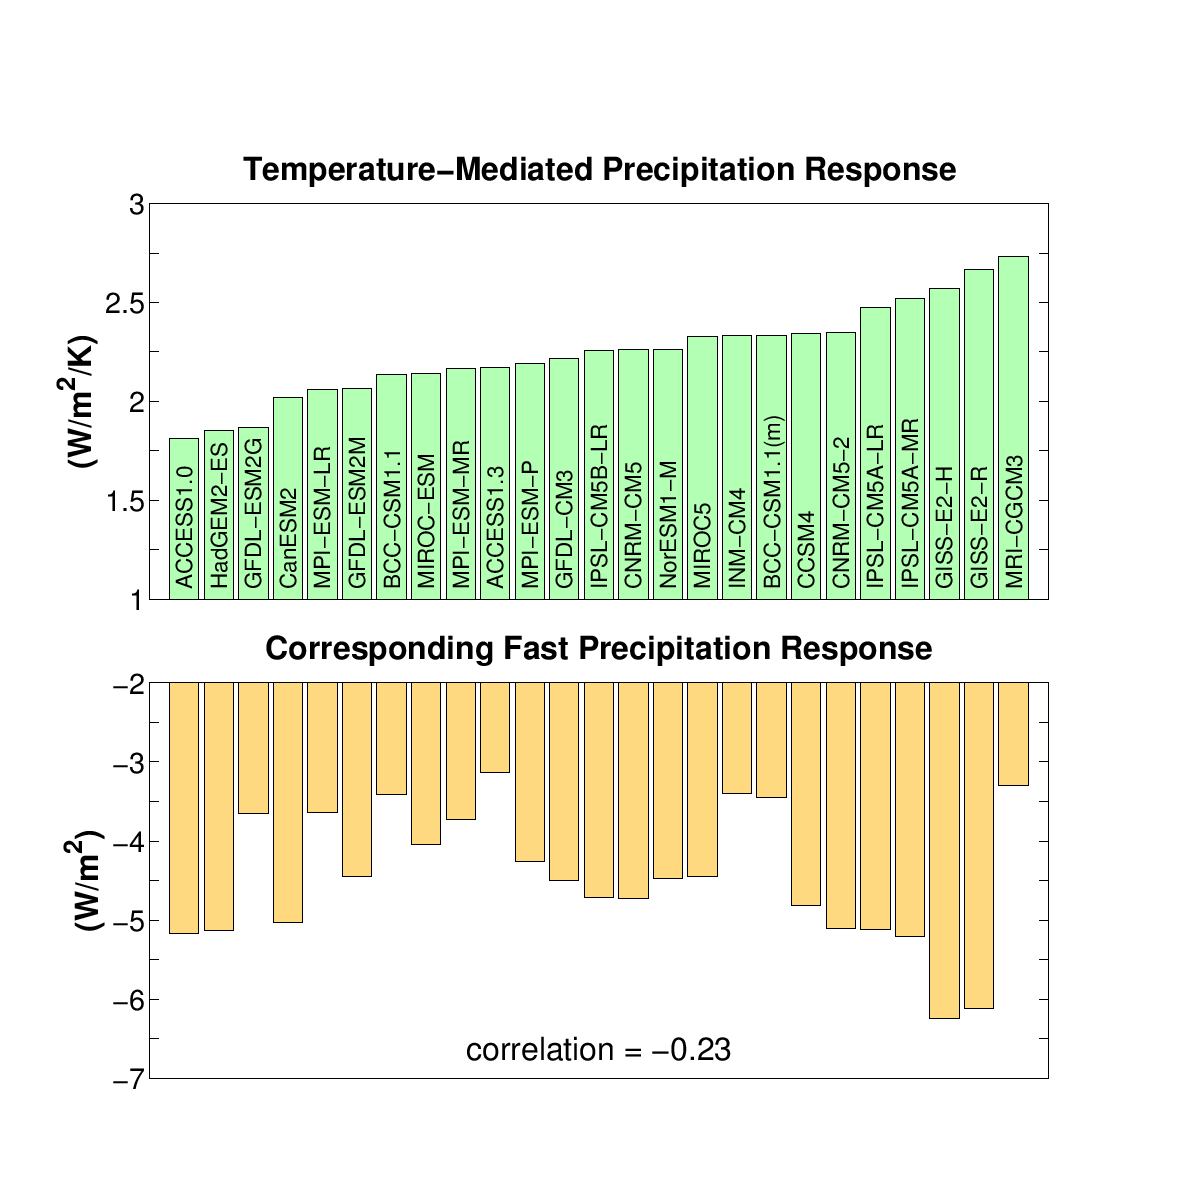 Temperature−Mediated Precipitation Response
(W/m²/K)
3
2.5
2
1.5
1
ACCESS1.0
HadGEM2−ES
GFDL−ESM2G
CanESM2
MPI−ESM−LR
GFDL−ESM2M
BCC−CSM1.1
MIROC−ESM
MPI−ESM−MR
ACCESS1.3
MPI−ESM−P
GFDL−CM3
IPSL−CM5B−LR
CNRM−CM5
NorESM1−M
MIROC5
INM−CM4
BCC−CSM1.1(m)
CCSM4
CNRM−CM5−2
IPSL−CM5A−LR
IPSL−CM5A−MR
GISS−E2−H
GISS−E2−R
MRI−CGCM3
Corresponding Fast Precipitation Response
(W/m²)
−2
−3
−4
−5
−6
−7
correlation = −0.23